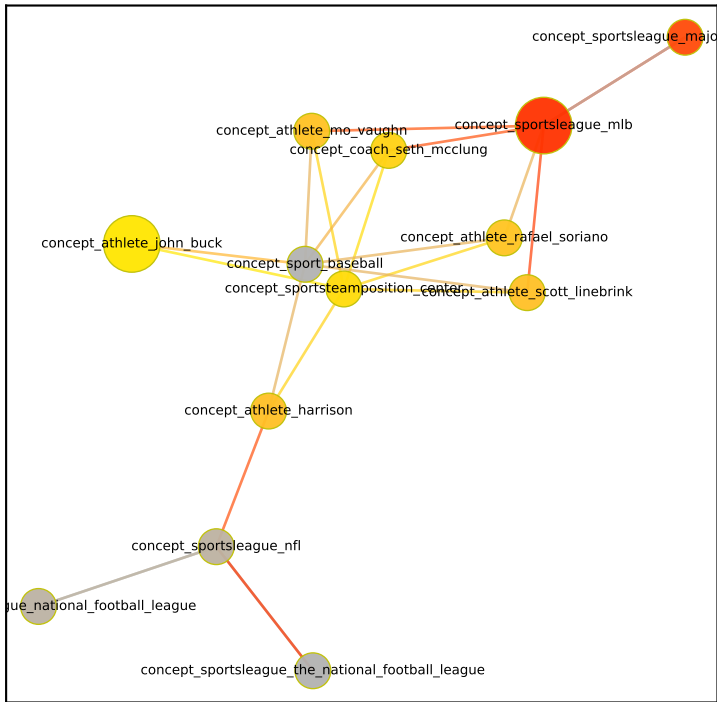 concept_sportsleague_majo
concept_sportsleague_mlb
concept_athlete_mo_vaughn
concept_coach_seth_mcclung
concept_athlete_rafael_soriano
concept_athlete_john_buck
concept_sport_baseball
concept_sportsteamposition_center
concept_athlete_scott_linebrink
concept_athlete_harrison
concept_sportsleague_nfl
gue_national_football_league
concept_sportsleague_the_national_football_league